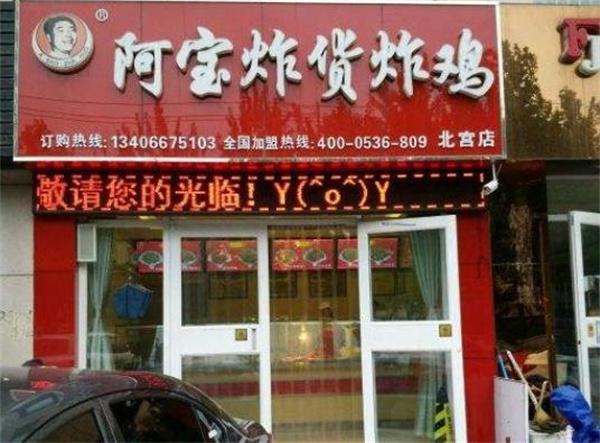 ®
阿宝炸货炸鸡
订购热线:13406675103 全国加盟热线:400-0536-809 北宫店
敬请您的光临!Y(^o^)Y